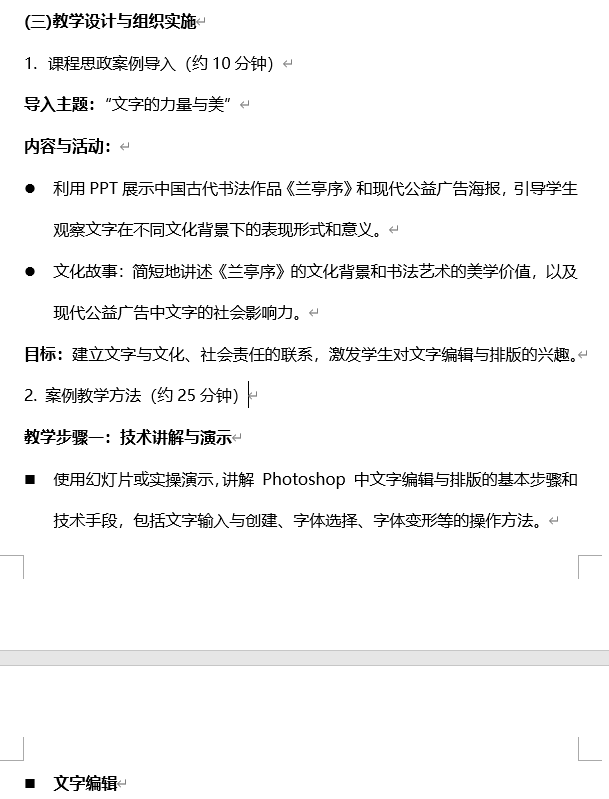 (三)教学设计与组织实施
1. 课程思政案例导入（约10分钟）
导入主题：“文字的力量与美”
内容与活动：
● 利用 PPT 展示中国古代书法作品《兰亭序》和现代公益广告海报，引导学生
观察文字在不同文化背景下的表现形式和意义。
● 文化故事：简短地讲述《兰亭序》的文化背景和书法艺术的美学价值，以及
现代公益广告中文字的社会影响力。
目标：建立文字与文化、社会责任的联系，激发学生对文字编辑与排版的兴趣。
2. 案例教学方法（约25分钟）
教学步骤一：技术讲解与演示
■ 使用幻灯片或实操演示，讲解 Photoshop 中文字编辑与排版的基本步骤和
技术手段，包括文字输入与创建、字体选择、字体变形等的操作方法。
■ 文字编辑